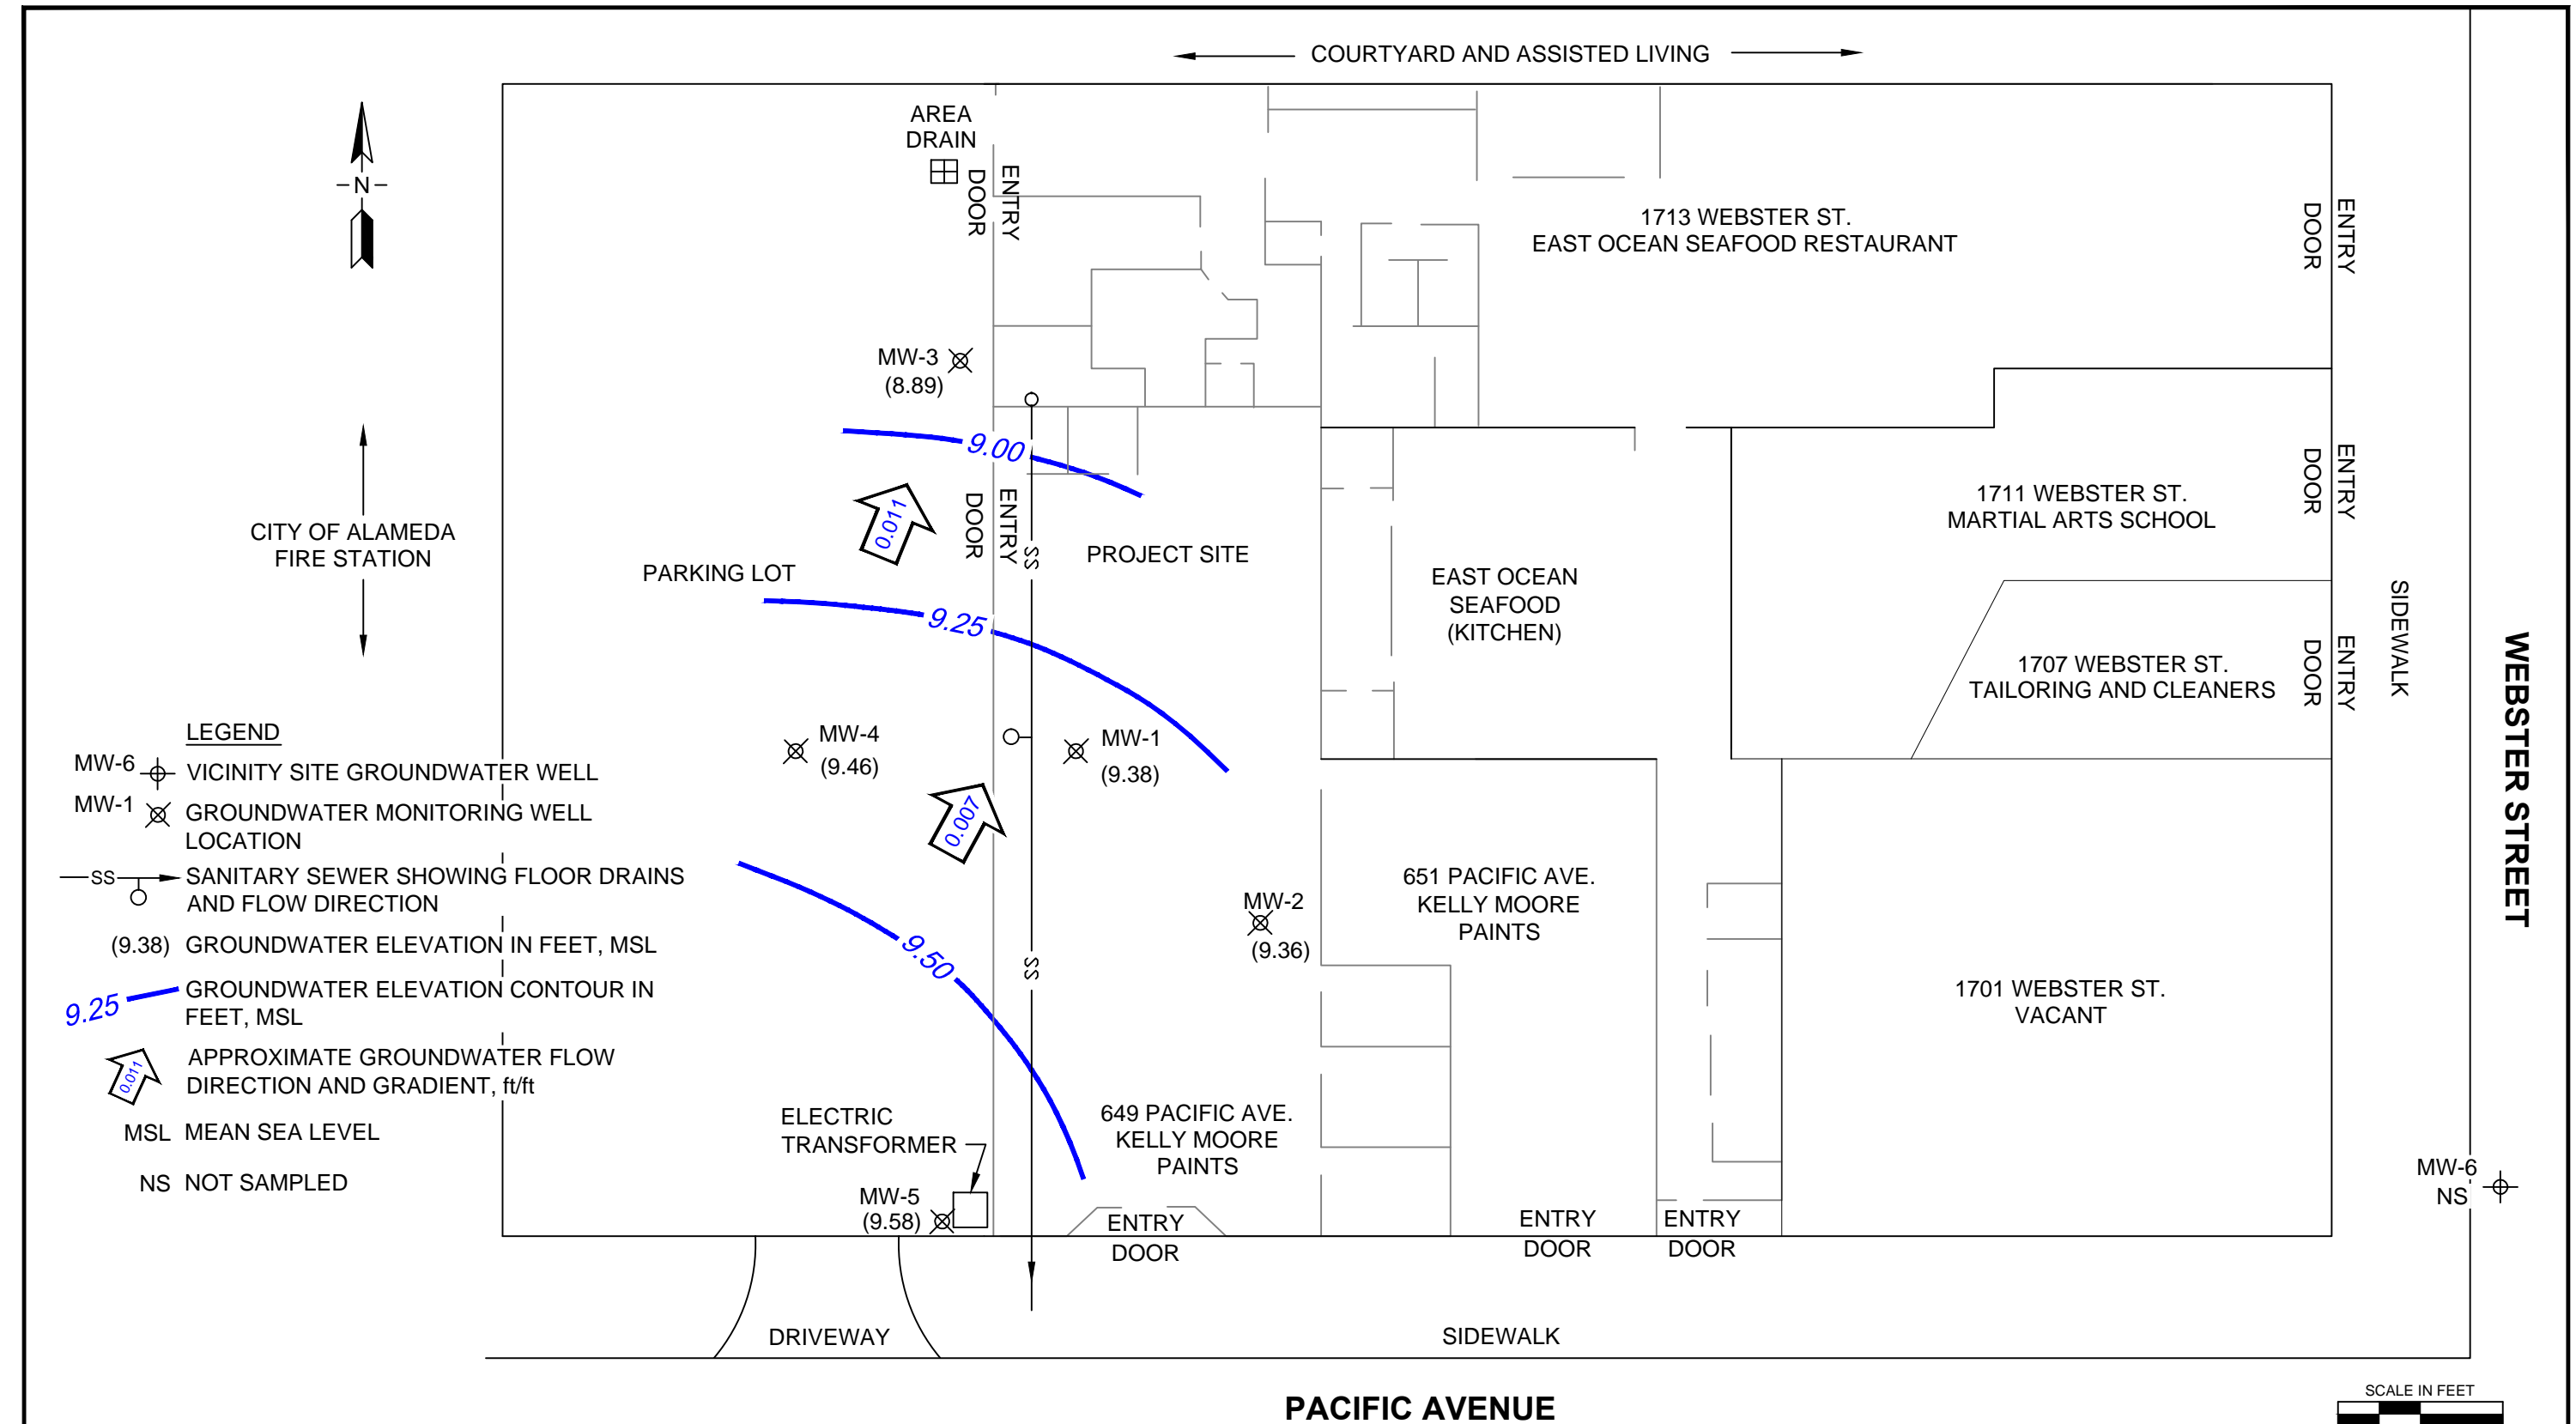 COURTYARD AND ASSISTED LIVING
AREA
DRAIN
ENTRY
DOOR
N
1713 WEBSTER ST.
EAST OCEAN SEAFOOD RESTAURANT
ENTRY
DOOR
MW-3
(8.89)
9.00
CITY OF ALAMEDA
FIRE STATION
0.011
ENTRY
DOOR
SS
PROJECT SITE
PARKING LOT
EAST OCEAN
SEAFOOD
(KITCHEN)
1711 WEBSTER ST.
MARTIAL ARTS SCHOOL
ENTRY
DOOR
9.25
1707 WEBSTER ST.
TAILORING AND CLEANERS
ENTRY
DOOR
SIDEWALK
WEBSTER STREET
MW-4
(9.46)
MW-1
(9.38)
0.007
MW-2
(9.36)
651 PACIFIC AVE.
KELLY MOORE
PAINTS
9.50
SS
1701 WEBSTER ST.
VACANT
LEGEND
MW-6 VICINITY SITE GROUNDWATER WELL
MW-1 GROUNDWATER MONITORING WELL
LOCATION
SS SANITARY SEWER SHOWING FLOOR DRAINS
AND FLOW DIRECTION
(9.38) GROUNDWATER ELEVATION IN FEET, MSL
9.25 GROUNDWATER ELEVATION CONTOUR IN
FEET, MSL
0.011 APPROXIMATE GROUNDWATER FLOW
DIRECTION AND GRADIENT, ft/ft
MSL MEAN SEA LEVEL
NS NOT SAMPLED
ELECTRIC
TRANSFORMER
649 PACIFIC AVE.
KELLY MOORE
PAINTS
MW-5
(9.58)
ENTRY
DOOR
ENTRY
DOOR
ENTRY
DOOR
MW-6
NS
DRIVEWAY
SIDEWALK
PACIFIC AVENUE
SCALE IN FEET